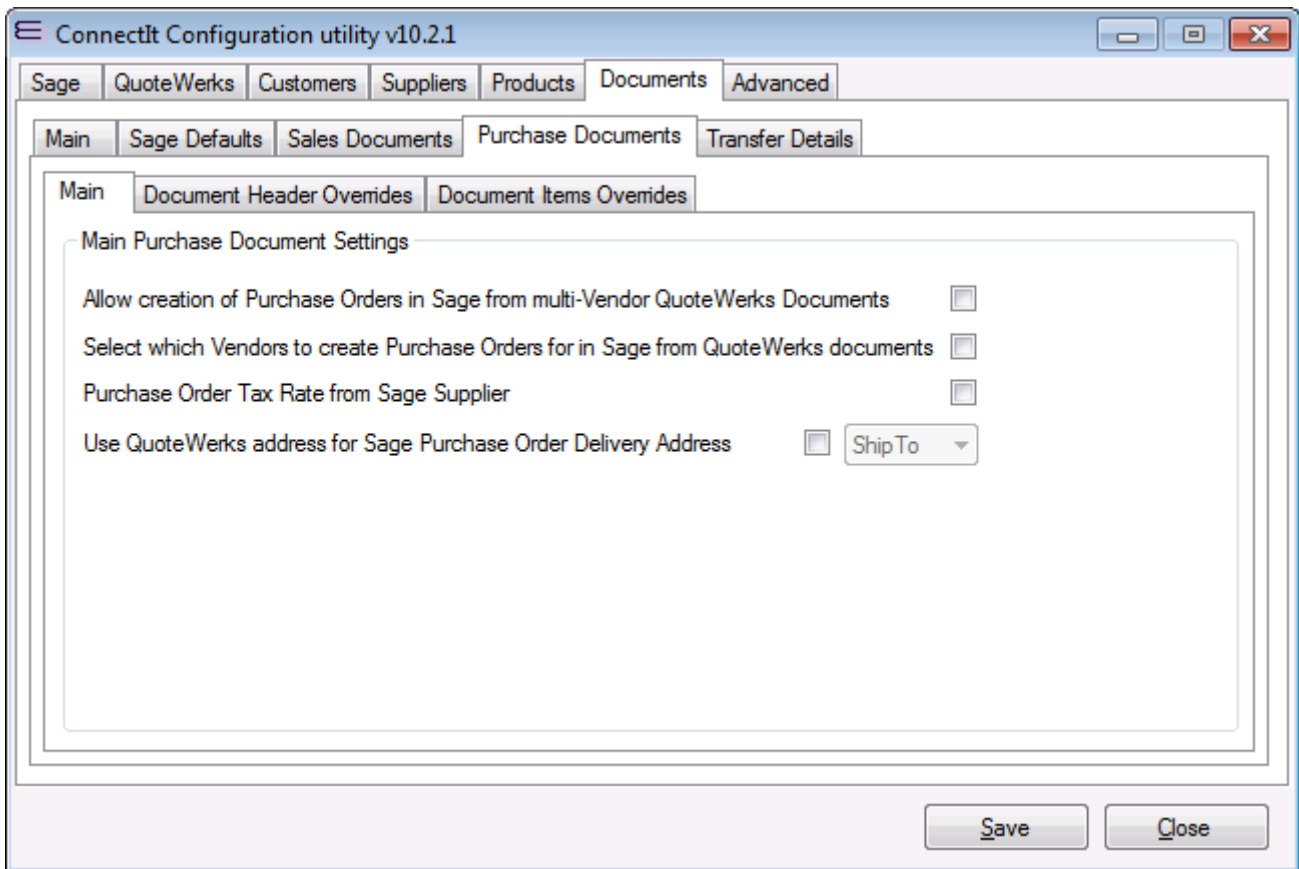 ConnectIt Configuration utility v10.2.1
Sage QuoteWerks Customers Suppliers Products Documents Advanced
Main Sage Defaults Sales Documents Purchase Documents Transfer Details
Main Document Header Overrides Document Items Overrides
Main Purchase Document Settings
Allow creation of Purchase Orders in Sage from multi-Vendor QuoteWerks Documents
Select which Vendors to create Purchase Orders for in Sage from QuoteWerks documents
Purchase Order Tax Rate from Sage Supplier
Use QuoteWerks address for Sage Purchase Order Delivery Address ShipTo
Save Close